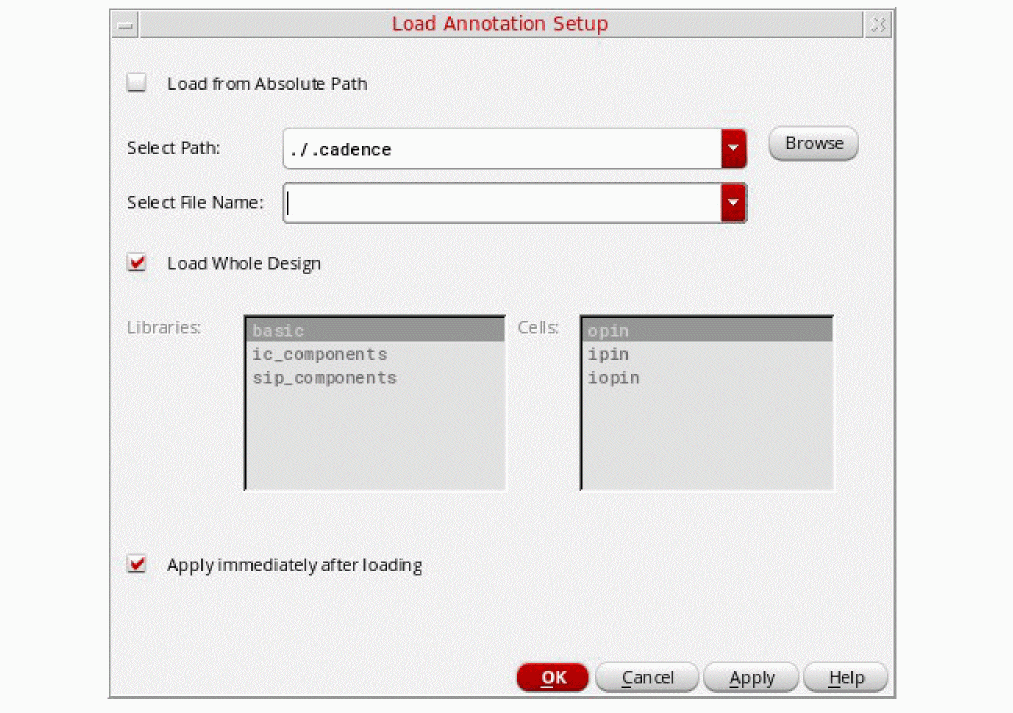 Load Annotation Setup
Load from Absolute Path
Select Path: ./.cadence Browse
Select File Name:
Load Whole Design
Libraries: basic Cells: opin
ic_components ipin
sip_components iopin
Apply immediately after loading
OK Cancel Apply Help